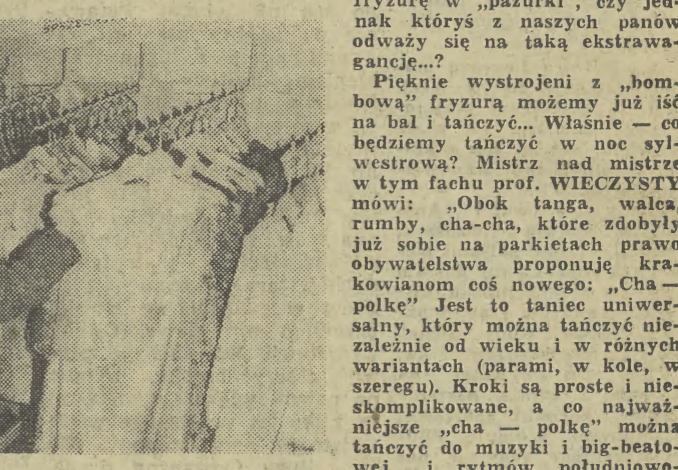 fryzurę w „pazurki", czy jed-
nak któryś z naszych panów
odważy się na taką ekstrawa-
gancję...?
Pięknie wystrojeni z „bom-
bową” fryzurą możemy już iść
na bal i tańczyć... Właśnie — co
będziemy tańczyć w noc syl-
westrową? Mistrz nad mistrze
w tym fachu prof. WIECZYSTY
mówi: „Obok tanga, walca,
rumby, cha-cha, które zdobyły
już sobie na parkietach prawo
obywatelstwa proponuję kra-
kowianom coś nowego: „Cha —
polkę” Jest to taniec uniwer-
salny, który można tańczyć nie-
zależnie od wieku i w różnych
wariantach (parami, w kole, w
szeregu). Kroki są proste i nie-
skomplikowane, a co najważ-
niejsze „cha — polkę” można
tańczyć do muzyki i big-beato-
wej i rytmów południowo-